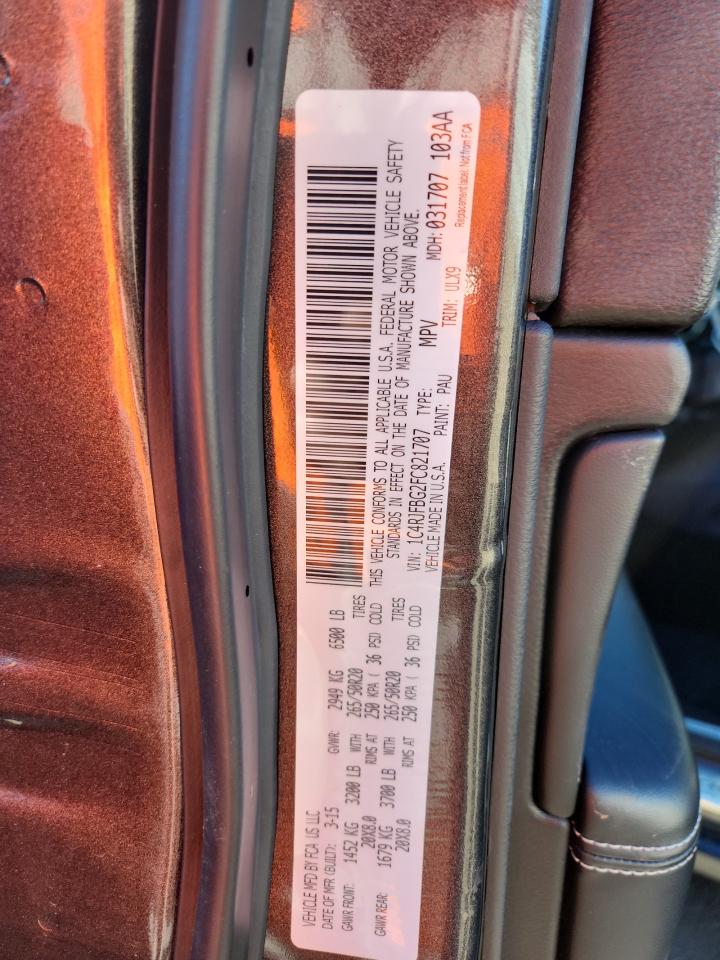 VEHICLE MFD BY FCA US LLC
DATE OF MFR (BUILT): 3-15 GVWR: 2949 KG 6500 LB
GAWR FRONT: 1452 KG 3200 LB WITH 265/50R20 TIRES
20X8.0 RIMS AT 250 KPA ( 36 PSI) COLD
GAWR REAR: 1679 KG 3700 LB WITH 265/50R20 TIRES
20X8.0 RIMS AT 250 KPA ( 36 PSI) COLD
THIS VEHICLE CONFORMS TO ALL APPLICABLE U.S.A. FEDERAL MOTOR VEHICLE SAFETY
STANDARDS IN EFFECT ON THE DATE OF MANUFACTURE SHOWN ABOVE.
VIN: 1C4RJFBG2FC821707 TYPE: MPV MDH: 031707 103AA
VEHICLE MADE IN U.S.A. PAINT: PAU TRIM: ULX9
Replacement label. Not from FCA